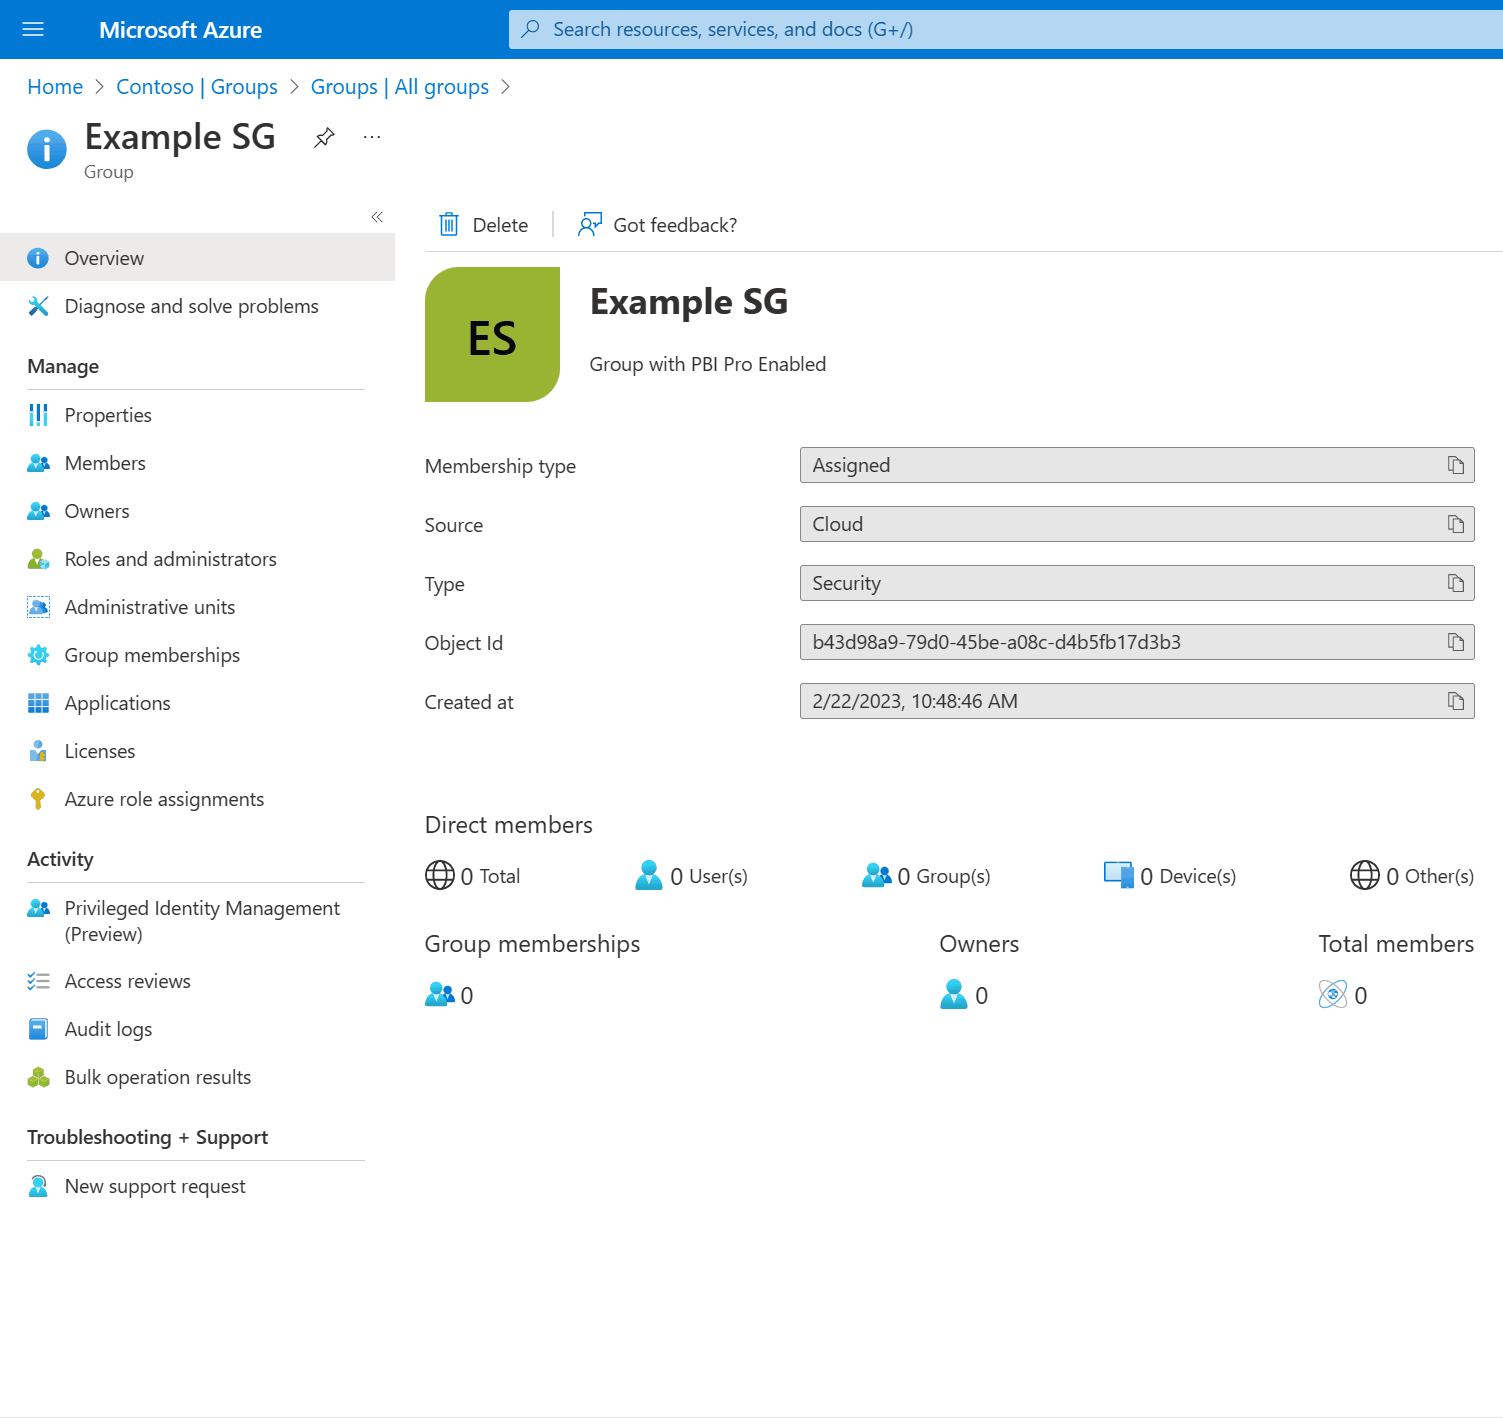 Microsoft Azure
Search resources, services, and docs (G+/)
Home > Contoso | Groups > Groups | All groups >
Example SG
Group
Overview
Diagnose and solve problems
Manage
Properties
Members
Owners
Roles and administrators
Administrative units
Group memberships
Applications
Licenses
Azure role assignments
Activity
Privileged Identity Management
(Preview)
Access reviews
Audit logs
Bulk operation results
Troubleshooting + Support
New support request
Delete
Got feedback?
ES
Example SG
Group with PBI Pro Enabled
Membership type
Assigned
Source
Cloud
Type
Security
Object Id
b43d98a9-79d0-45be-a08c-d4b5fb17d3b3
Created at
2/22/2023, 10:48:46 AM
Direct members
0 Total
0 User(s)
0 Group(s)
0 Device(s)
0 Other(s)
Group memberships
0
Owners
0
Total members
0